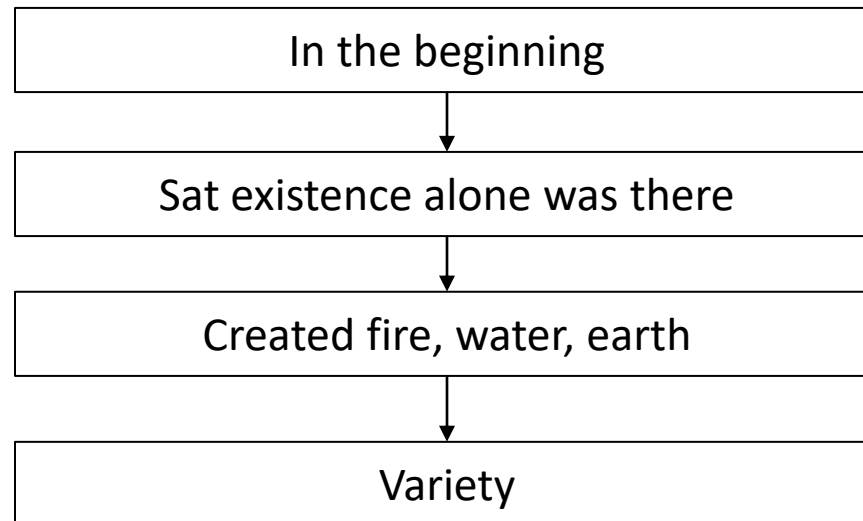 In the beginning
Sat existence alone was there
Created fire, water, earth
Variety